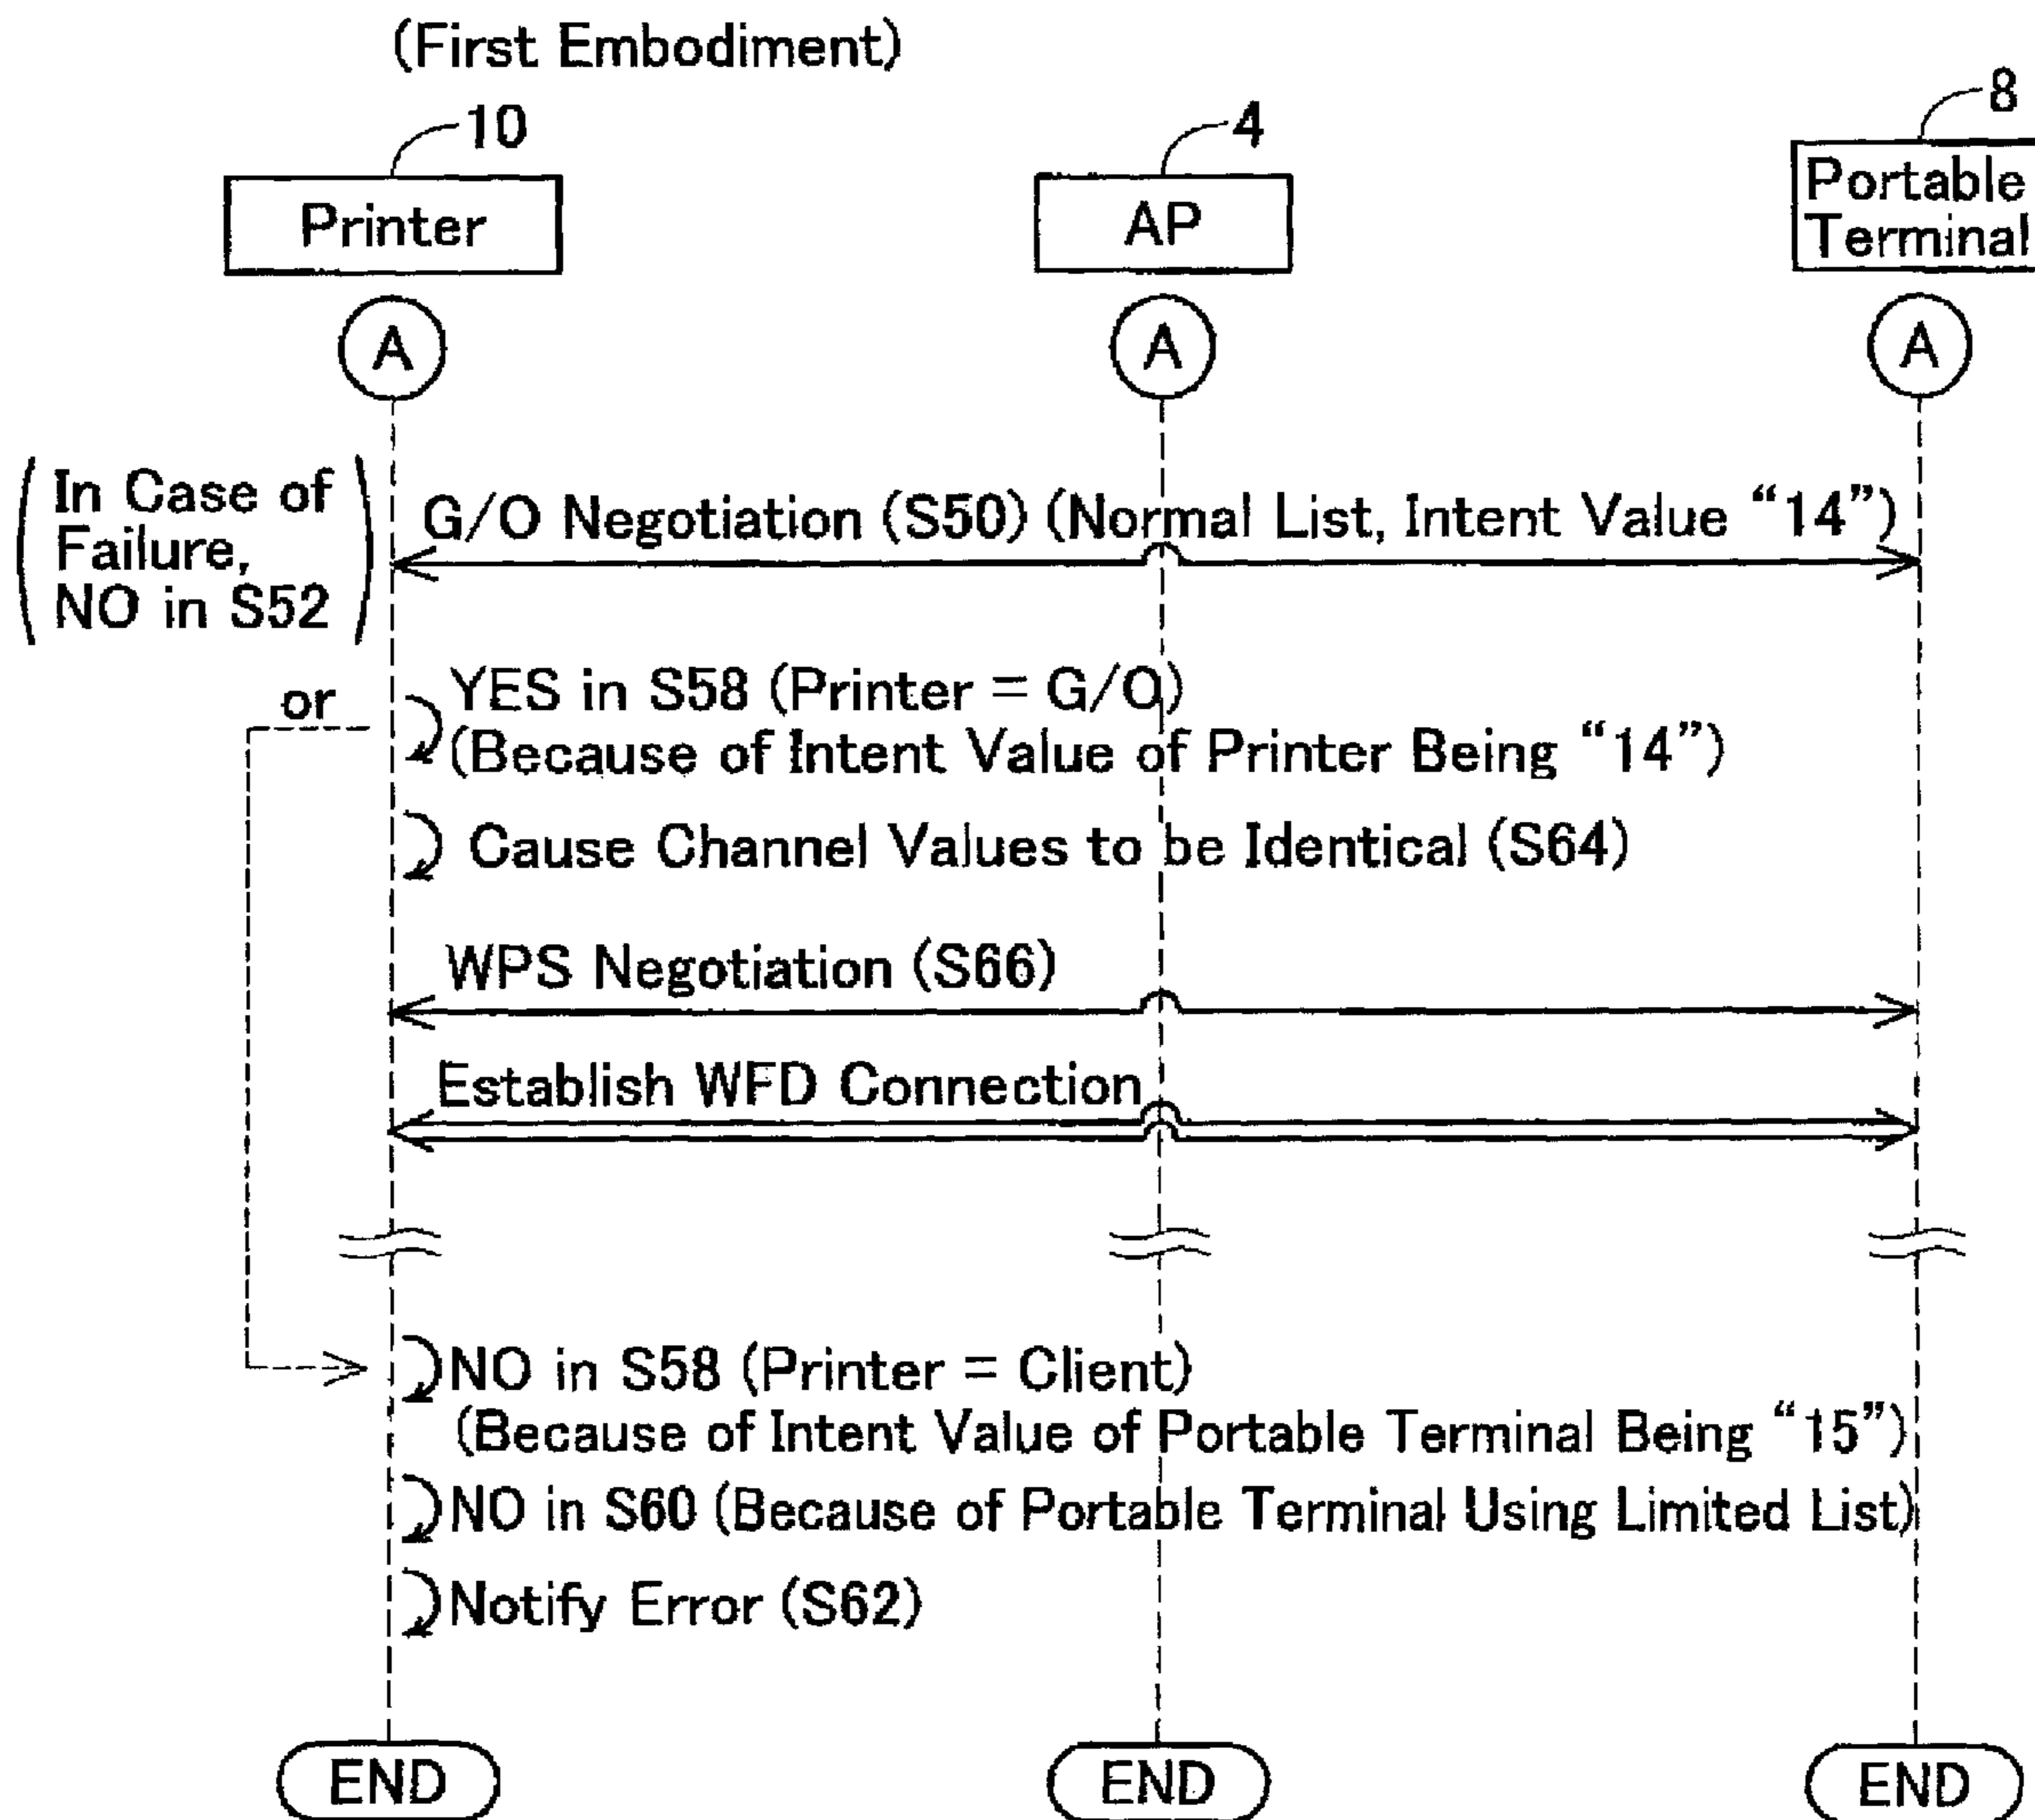 (First Embodiment)
10
4
8
Printer
AP
Portable
Terminal
A
A
A
In Case of
Failure,
NO in S52
G/O Negotiation (S50) (Normal List, Intent Value “14”)
or
YES in S58 (Printer = G/O)
(Because of Intent Value of Printer Being “14”)
Cause Channel Values to be Identical (S64)
WPS Negotiation (S66)
Establish WFD Connection
NO in S58 (Printer = Client)
(Because of Intent Value of Portable Terminal Being “15”)
NO in S60 (Because of Portable Terminal Using Limited List)
Notify Error (S62)
END
END
END